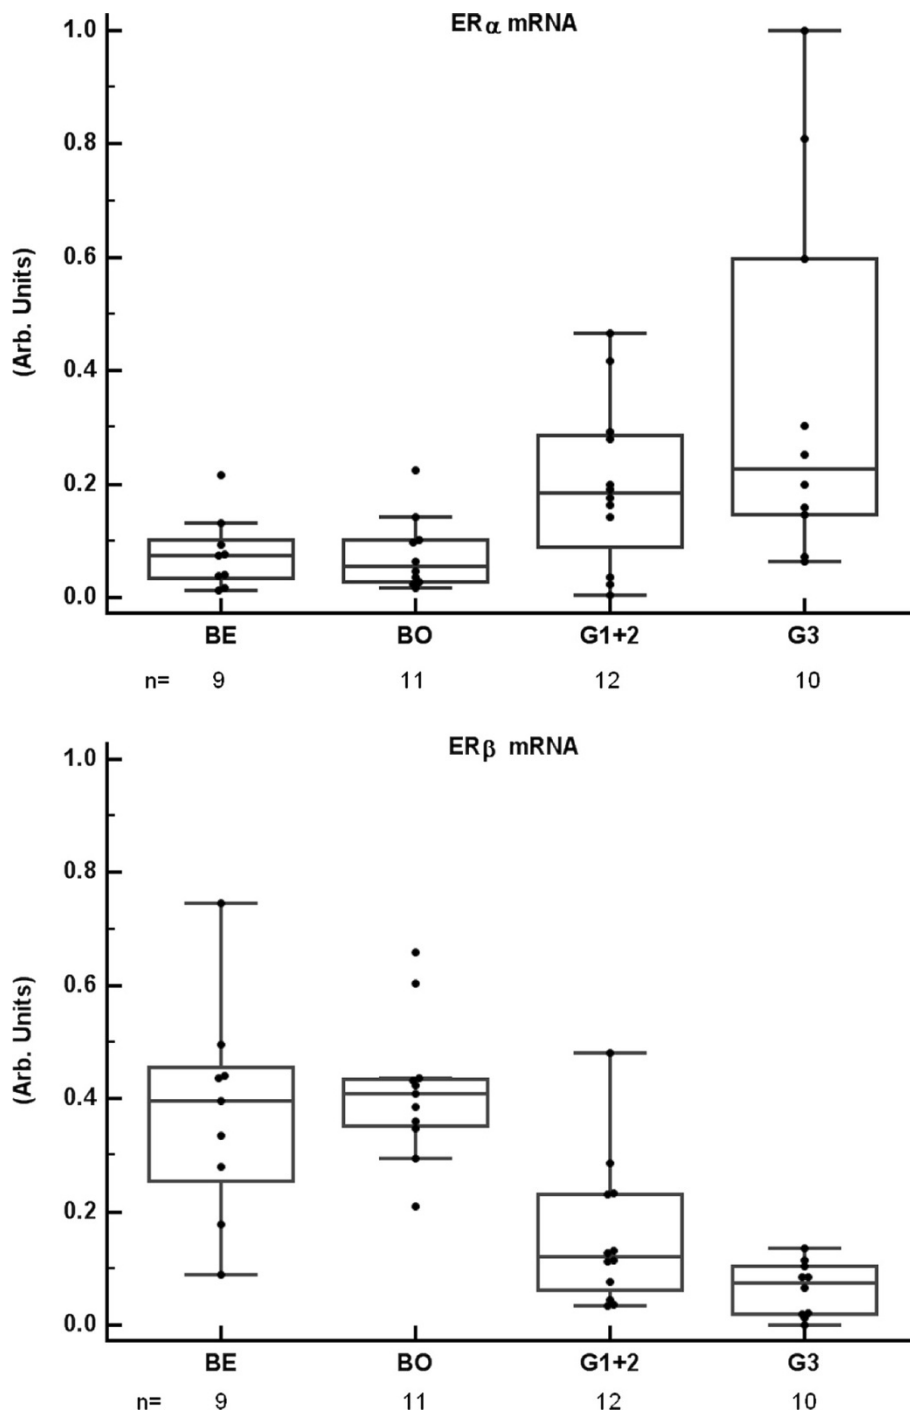 ERα mRNA
1.0
0.8
0.6
0.4
0.2
0.0
(Arb. Units)
BE BO G1+2 G3
n= 9 11 12 10
ERβ mRNA
1.0
0.8
0.6
0.4
0.2
0.0
(Arb. Units)
BE BO G1+2 G3
n= 9 11 12 10